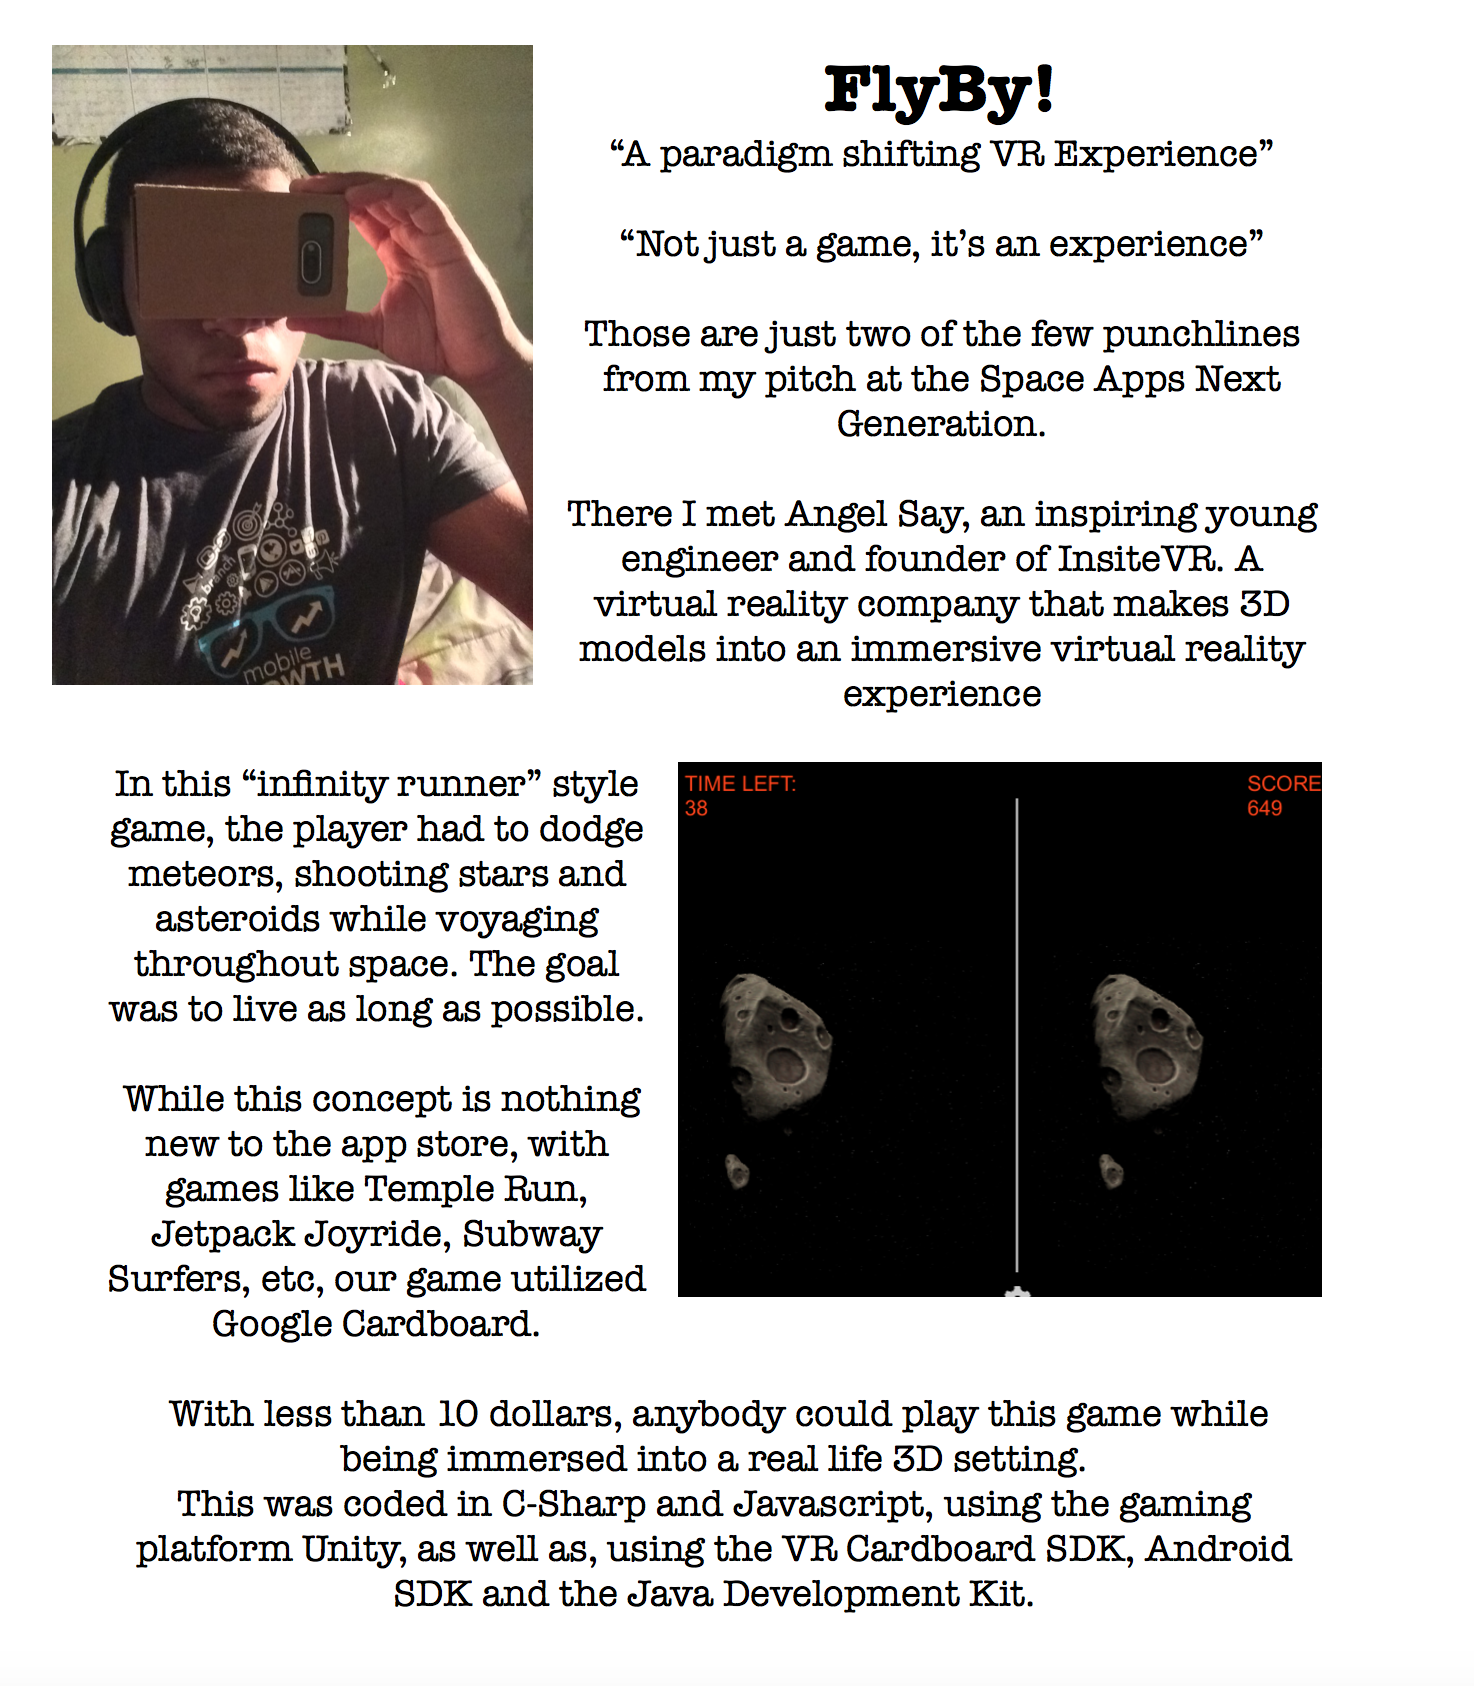 FlyBy!
“A paradigm shifting VR Experience”
“Not just a game, it’s an experience”
Those are just two of the few punchlines
from my pitch at the Space Apps Next
Generation.
There I met Angel Say, an inspiring young
engineer and founder of InsiteVR. A
virtual reality company that makes 3D
models into an immersive virtual reality
experience
branch
mobile
OWTH
In this “infinity runner” style
game, the player had to dodge
meteors, shooting stars and
asteroids while voyaging
throughout space. The goal
was to live as long as possible.
While this concept is nothing
new to the app store, with
games like Temple Run,
Jetpack Joyride, Subway
Surfers, etc, our game utilized
Google Cardboard.
TIME LEFT:
38
SCORE
649
With less than 10 dollars, anybody could play this game while
being immersed into a real life 3D setting.
This was coded in C-Sharp and Javascript, using the gaming
platform Unity, as well as, using the VR Cardboard SDK, Android
SDK and the Java Development Kit.